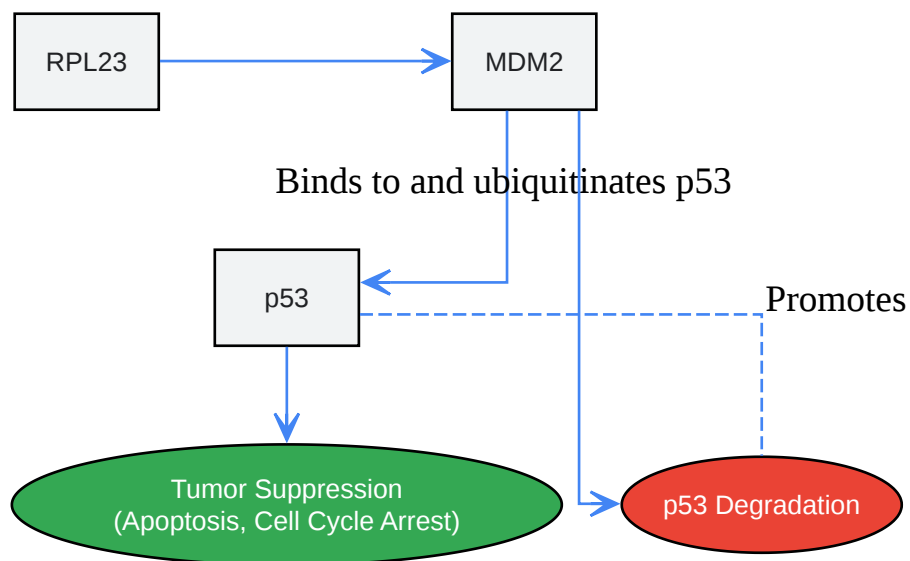 RPL23
MDM2
Binds to and ubiquitinates p53
p53
Promotes
Tumor Suppression
(Apoptosis, Cell Cycle Arrest)
p53 Degradation